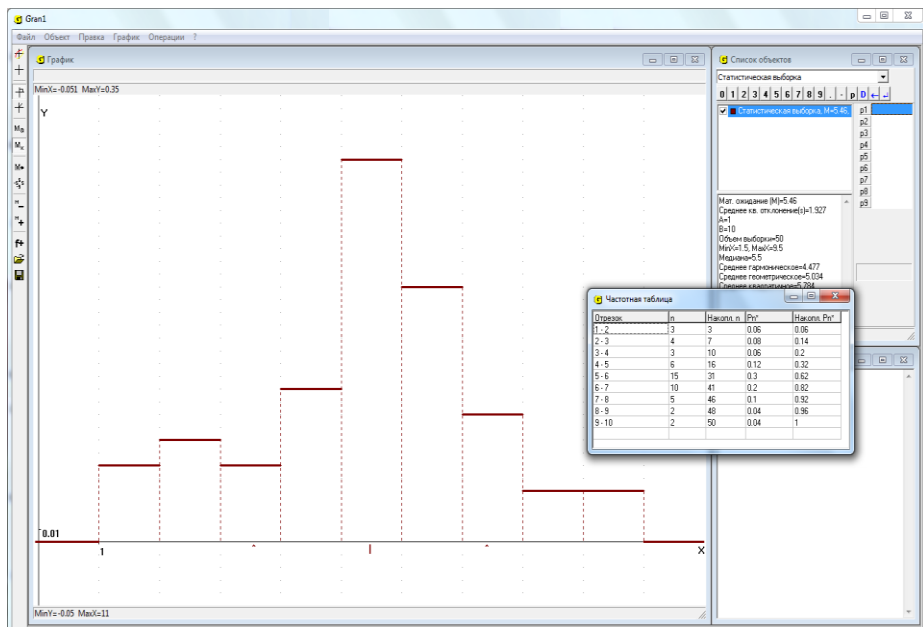 Gran1
Файл Объект Правка График Операции ?
График
MinX=-0.051 MaxY=0.35
Y
0.01
1
X
MinY=-0.05 MaxX=11
Список объектов
Статистическая выборка
0 1 2 3 4 5 6 7 8 9 . - p D
Статистическая выборка, M=5.46,
p1
p2
p3
p4
p5
p6
p7
p8
p9
Мат. ожидание (M)=5.46
Среднее кв. отклонение(s)=1.927
A=1
B=10
Объем выборки=50
MinX=1.5, MaxX=9.5
Медиана=5.5
Среднее гармоническое=4.477
Среднее геометрическое=5.034
Среднее квадратичное=5.784
Частотная таблица
Отрезок n Накопл. n Pn* Накопл. Pn*
1 - 2 3 3 0.06 0.06
2 - 3 4 7 0.08 0.14
3 - 4 3 10 0.06 0.2
4 - 5 6 16 0.12 0.32
5 - 6 15 31 0.3 0.62
6 - 7 10 41 0.2 0.82
7 - 8 5 46 0.1 0.92
8 - 9 2 48 0.04 0.96
9 - 10 2 50 0.04 1